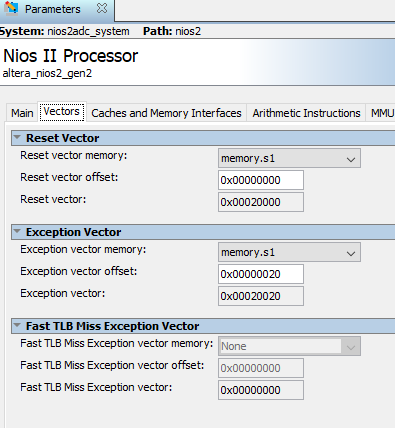 Parameters
System: nios2adc_system Path: nios2
Nios II Processor
altera_nios2_gen2
Main Vectors Caches and Memory Interfaces Arithmetic Instructions MMU
Reset Vector
Reset vector memory: memory.s1
Reset vector offset: 0x00000000
Reset vector: 0x00020000
Exception Vector
Exception vector memory: memory.s1
Exception vector offset: 0x00000020
Exception vector: 0x00020020
Fast TLB Miss Exception Vector
Fast TLB Miss Exception vector memory: None
Fast TLB Miss Exception vector offset: 0x00000000
Fast TLB Miss Exception vector: 0x00000000